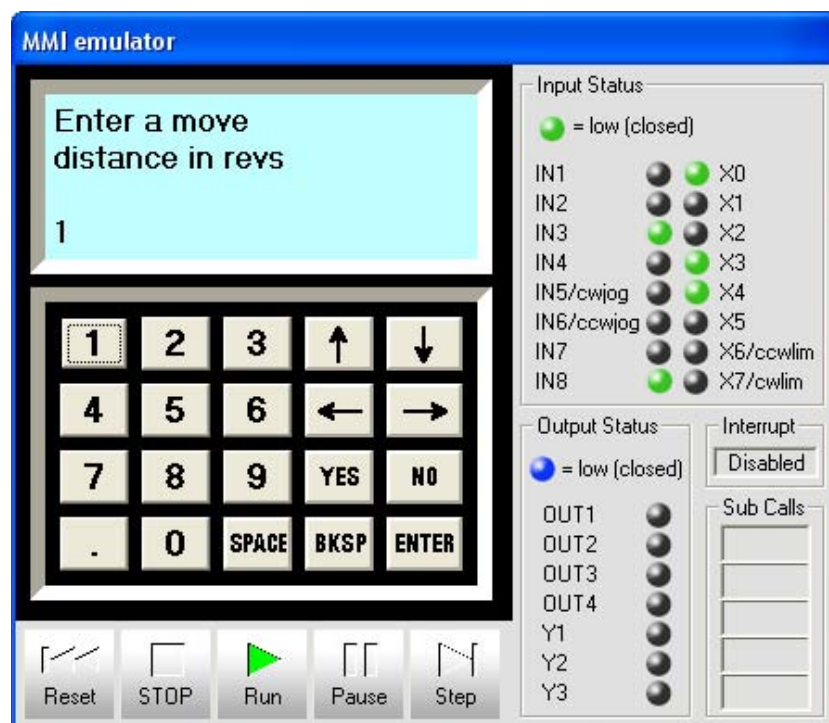 MMI emulator
Enter a move
distance in revs
1
1 2 3
4 5 6
7 8 9 YES NO
. 0 SPACE BKSP ENTER
Reset STOP Run Pause Step
Input Status
= low (closed)
IN1 X0
IN2 X1
IN3 X2
IN4 X3
IN5/cwjog X4
IN6/ccwjog X5
IN7 X6/ccwlim
IN8 X7/cwlim
Output Status
= low (closed)
OUT1
OUT2
OUT3
OUT4
Y1
Y2
Y3
Interrupt
Disabled
Sub Calls